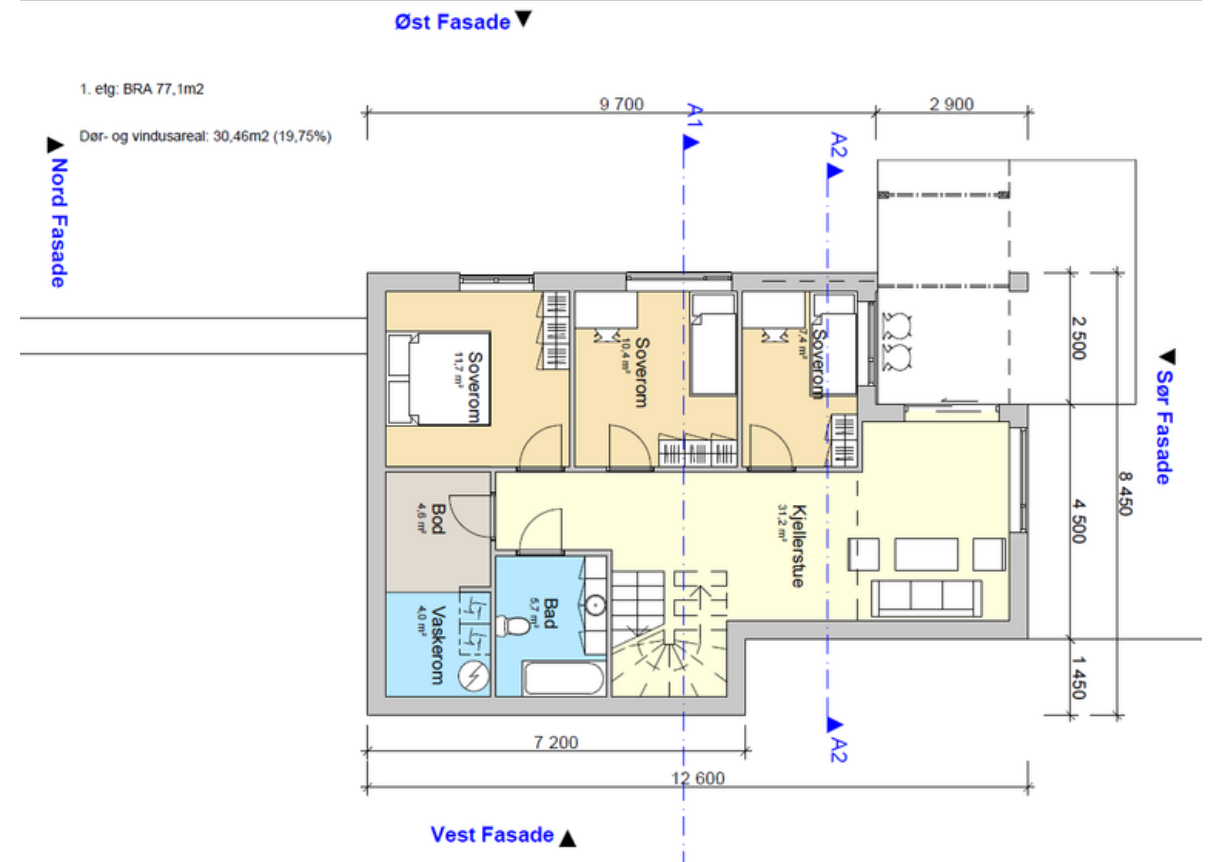 Øst Fasade
1. etg: BRA 77,1m2
Dør- og vindusareal: 30,46m2 (19,75%)
Nord Fasade
9 700
2 900
A1
A2
Soverom
11,7 m²
Soverom
10,4 m²
Soverom
7,4 m²
2 500
Sør Fasade
8 450
4 500
Bod
4,6 m²
Kjellerstue
31,2 m²
Bad
5,7 m²
Vaskerom
4,0 m²
1 450
A2
7 200
12 600
Vest Fasade